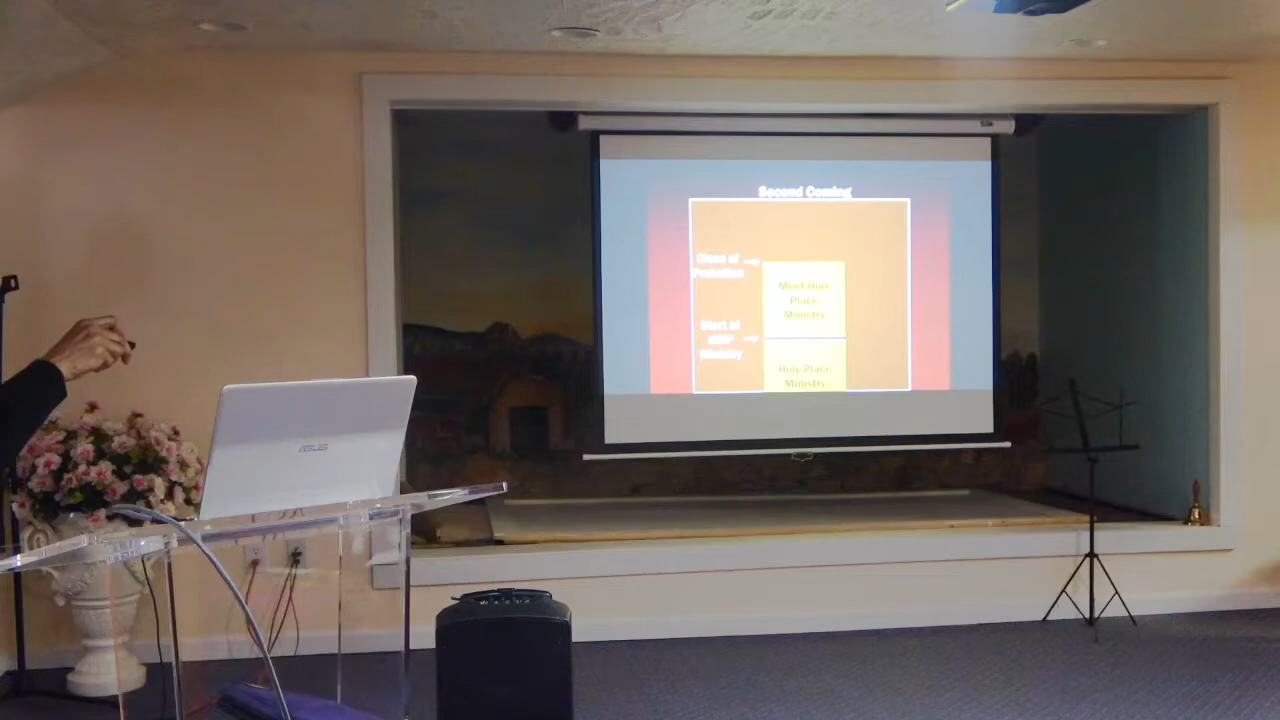 Second Coming
Close of
Probation
Most Holy
Place
Ministry
Start of
MHP
Ministry
Holy Place
Ministry
ASUS